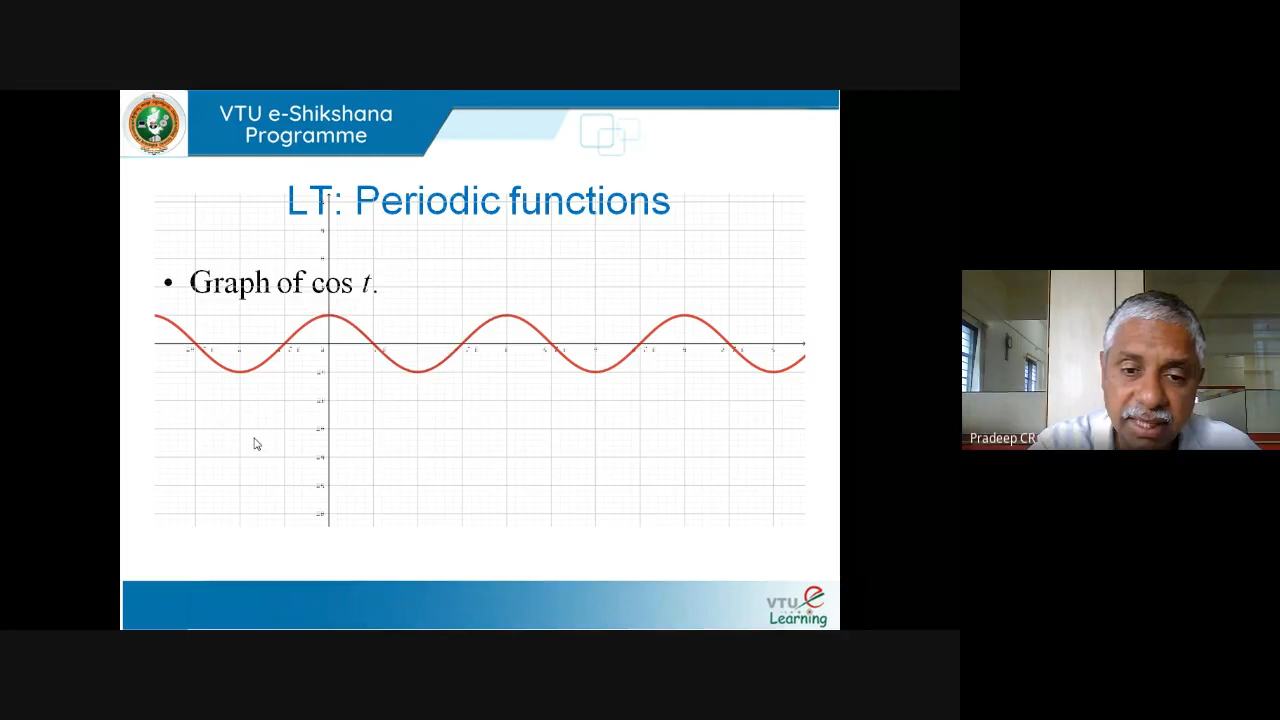 VTU e-Shikshana
Programme
LT: Periodic functions
• Graph of cos t.
Pradeep CR
VTU e
Learning